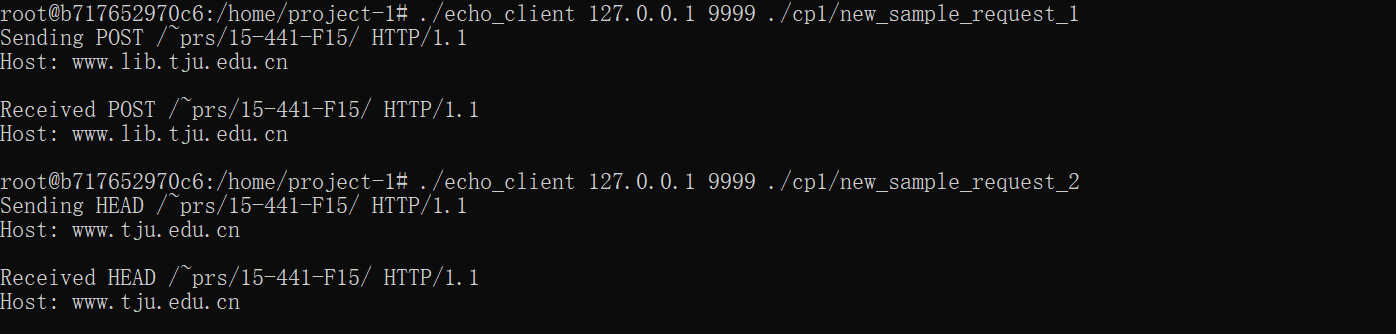 root@b717652970c6:/home/project-1# ./echo_client 127.0.0.1 9999 ./cp1/new_sample_request_1
Sending POST /~prs/15-441-F15/ HTTP/1.1
Host: www.lib.tju.edu.cn
Received POST /~prs/15-441-F15/ HTTP/1.1
Host: www.lib.tju.edu.cn
root@b717652970c6:/home/project-1# ./echo_client 127.0.0.1 9999 ./cp1/new_sample_request_2
Sending HEAD /~prs/15-441-F15/ HTTP/1.1
Host: www.tju.edu.cn
Received HEAD /~prs/15-441-F15/ HTTP/1.1
Host: www.tju.edu.cn